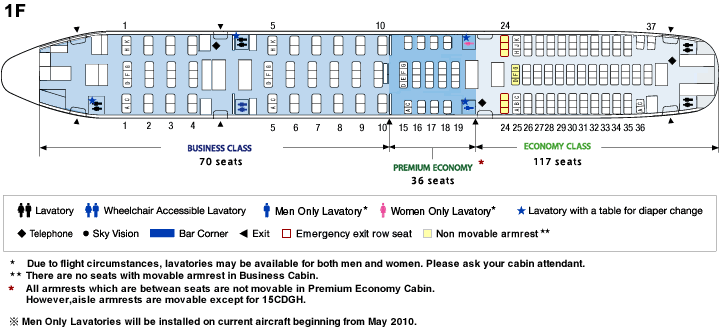 1F
1 5 10 24 37
H K H K H K H J K
D F G D E F G D E F G D F G
A C A C A C A B C A C
1 2 3 4 5 6 7 8 9 10 15 16 17 18 19 24 25 26 27 28 29 30 31 32 33 34 35 36
BUSINESS CLASS
70 seats
PREMIUM ECONOMY *
36 seats
ECONOMY CLASS
117 seats
Lavatory Wheelchair Accessible Lavatory Men Only Lavatory* Women Only Lavatory* Lavatory with a table for diaper change
Telephone Sky Vision Bar Corner Exit Emergency exit row seat Non movable armrest**
* Due to flight circumstances, lavatories may be available for both men and women. Please ask your cabin attendant.
** There are no seats with movable armrest in Business Cabin.
* All armrests which are betwean seats are not movable in Premium Economy Cabin.
However,aisle armrests are movable except for 15CDGH.
※ Men Only Lavatories will be installed on current aircraft beginning from May 2010.